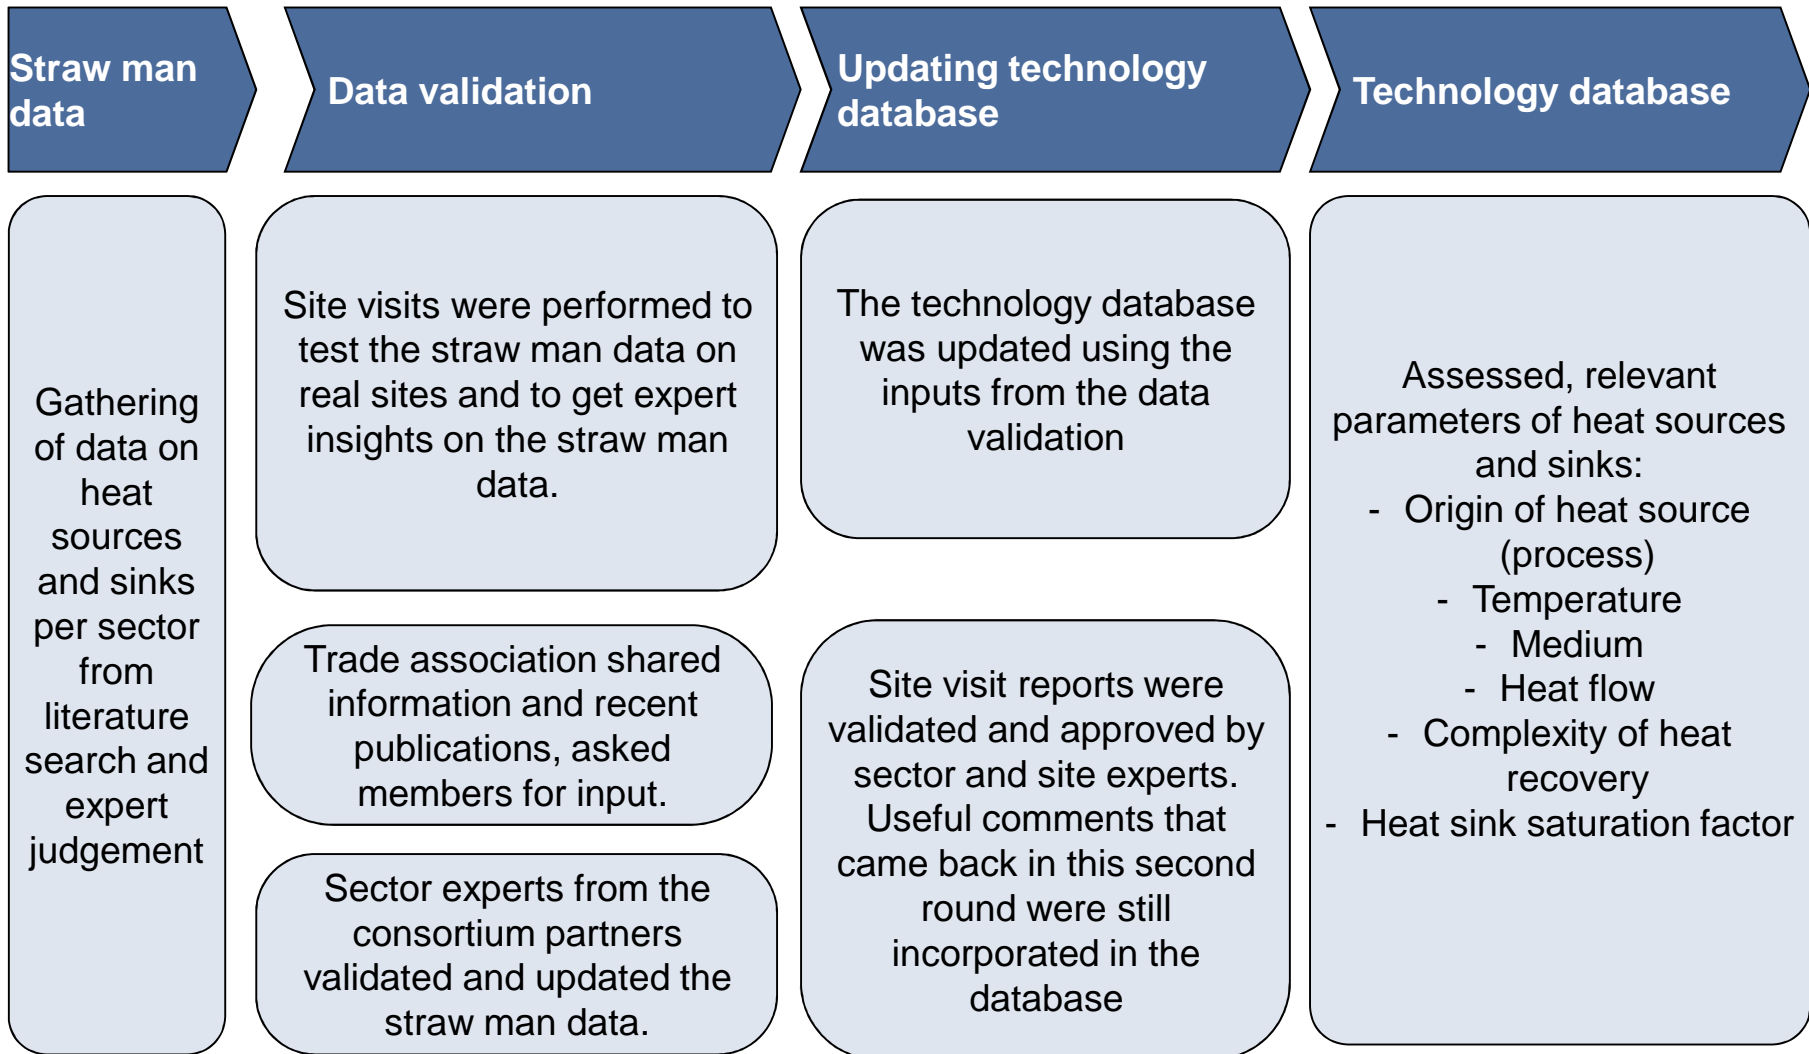 Straw man
data
Data validation
Updating technology
database
Technology database
Gathering
of data on
heat
sources
and sinks
per sector
from
literature
search and
expert
judgement
Site visits were performed to
test the straw man data on
real sites and to get expert
insights on the straw man
data.
Trade association shared
information and recent
publications, asked
members for input.
Sector experts from the
consortium partners
validated and updated the
straw man data.
The technology database
was updated using the
inputs from the data
validation
Site visit reports were
validated and approved by
sector and site experts.
Useful comments that
came back in this second
round were still
incorporated in the
database
Assessed, relevant
parameters of heat sources
and sinks:
- Origin of heat source
(process)
- Temperature
- Medium
- Heat flow
- Complexity of heat
recovery
- Heat sink saturation factor